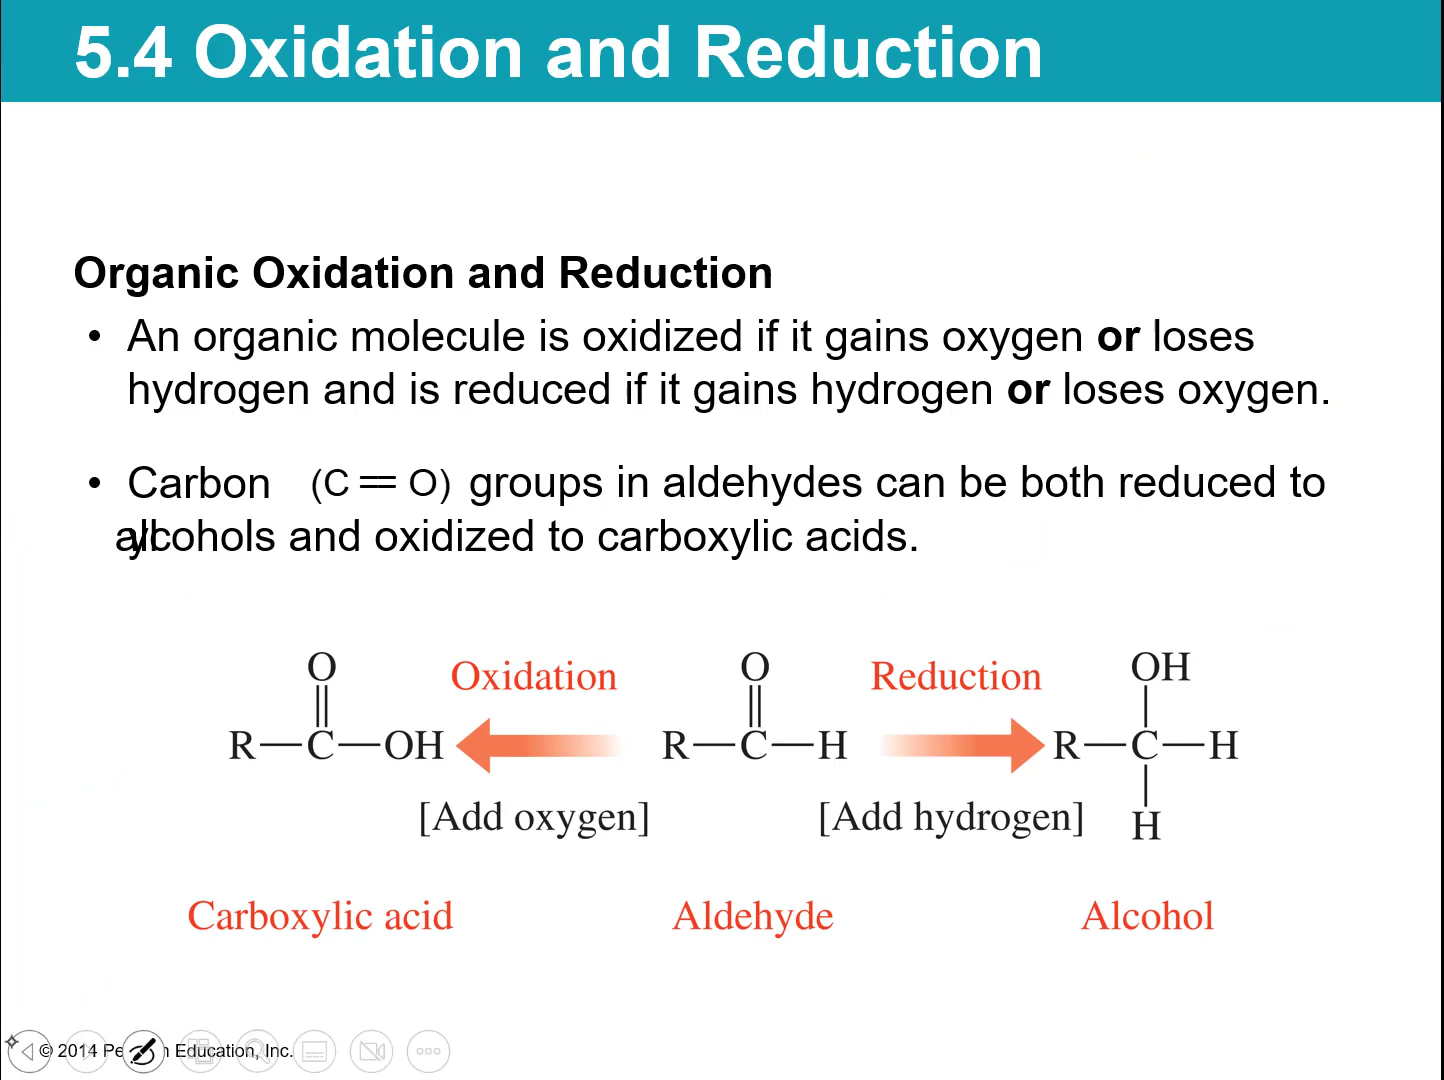 5.4 Oxidation and Reduction
Organic Oxidation and Reduction
• An organic molecule is oxidized if it gains oxygen or loses
hydrogen and is reduced if it gains hydrogen or loses oxygen.
• Carbon (C = O) groups in aldehydes can be both reduced to
yl
alcohols and oxidized to carboxylic acids.
O Oxidation O Reduction OH
R—C—OH R—C—H R—C—H
[Add oxygen] [Add hydrogen] H
Carboxylic acid Aldehyde Alcohol
© 2014 Education, Inc.